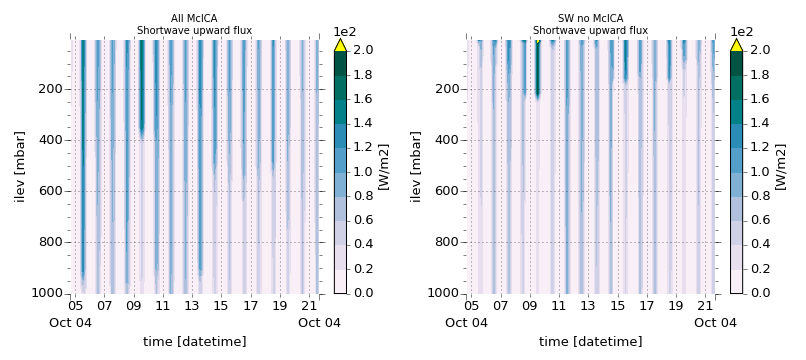 All McICA
Shortwave upward flux
1e2
2.0
1.8
1.6
1.4
1.2
1.0
0.8
0.6
0.4
0.2
0.0
[W/m2]
200
400
600
800
1000
ilev [mbar]
05 07 09 11 13 15 17 19 21
Oct 04 Oct 04
time [datetime]
SW no McICA
Shortwave upward flux
1e2
2.0
1.8
1.6
1.4
1.2
1.0
0.8
0.6
0.4
0.2
0.0
[W/m2]
200
400
600
800
1000
ilev [mbar]
05 07 09 11 13 15 17 19 21
Oct 04 Oct 04
time [datetime]